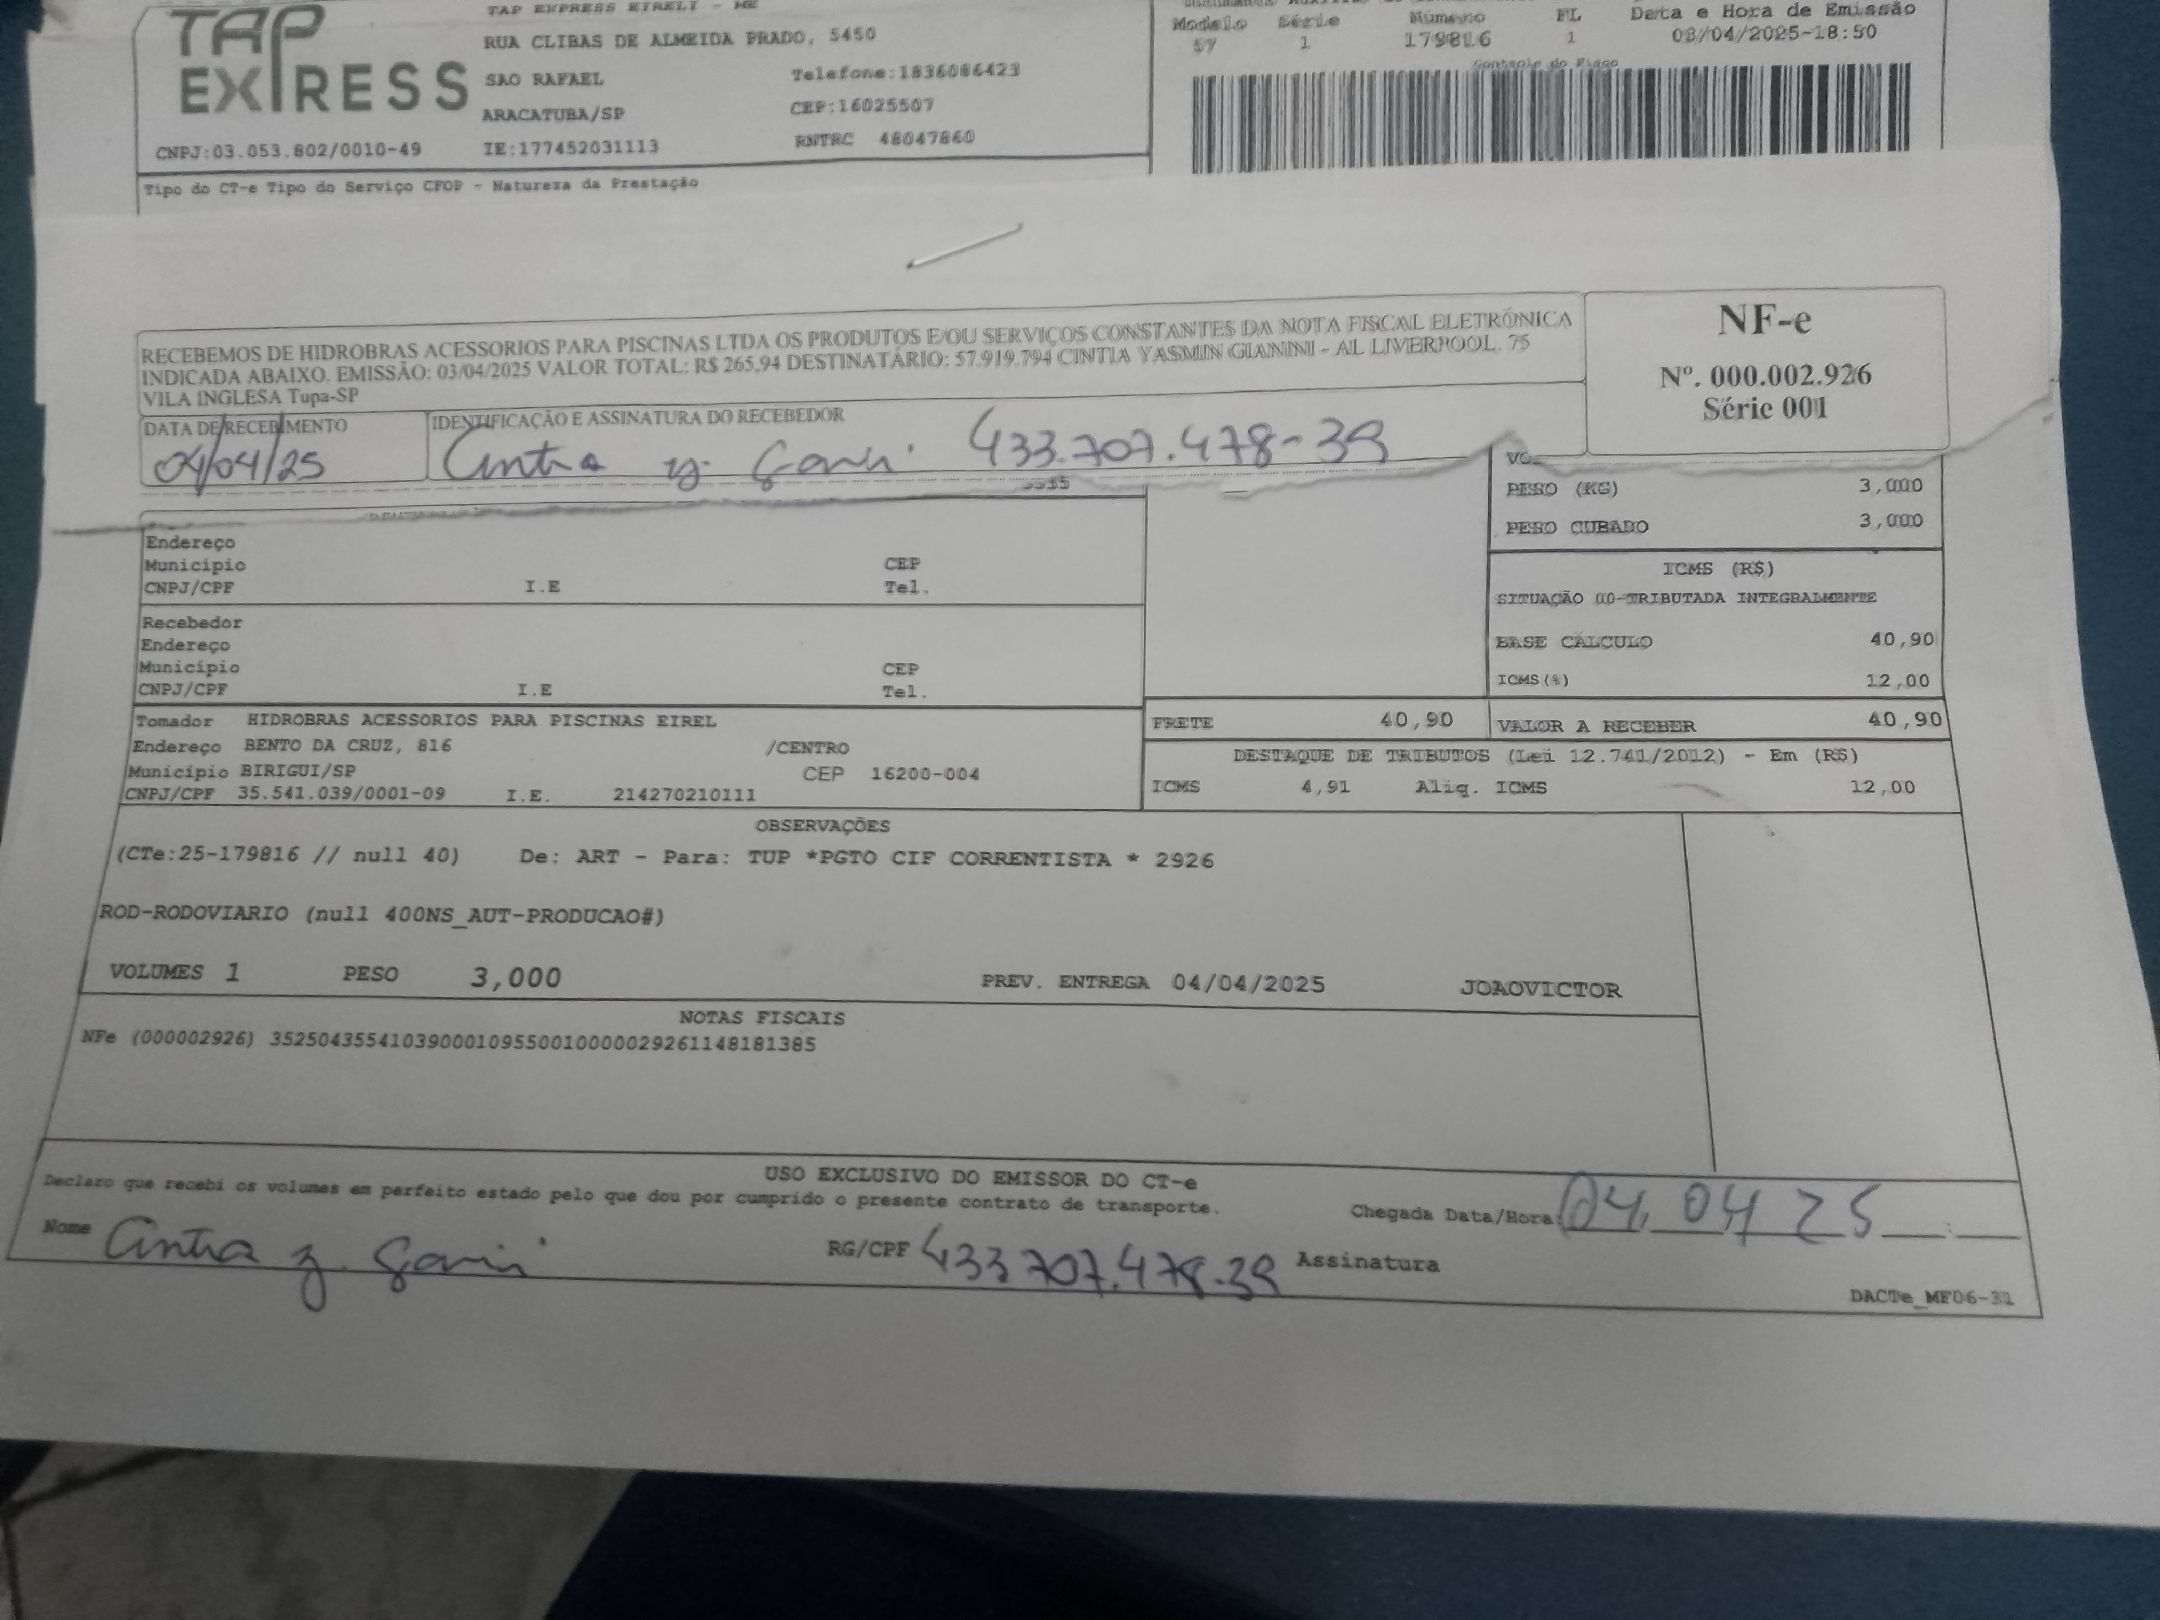 TAP EXPRESS
TAP EXPRESS EIRELI - ME
RUA CLIBAS DE ALMEIDA PRADO, 5450
SAO RAFAEL Telefone:1836086423
ARACATUBA/SP CEP:16025507
CNPJ:03.053.802/0010-49 IE:177452031113 RNTRC 48047860
Modelo Série Número FL Data e Hora de Emissão
57 1 179816 1 03/04/2025-18:50
Controle do Fisco
Tipo do CT-e Tipo do Serviço CFOP - Natureza da Prestação
RECEBEMOS DE HIDROBRAS ACESSORIOS PARA PISCINAS LTDA OS PRODUTOS E/OU SERVIÇOS CONSTANTES DA NOTA FISCAL ELETRÔNICA
INDICADA ABAIXO. EMISSÃO: 03/04/2025 VALOR TOTAL: R$ 265,94 DESTINATÁRIO: 57.919.794 CINTIA YASMIN GIANINI - AL LIVERPOOL, 75
VILA INGLESA Tupa-SP
NF-e
Nº. 000.002.926
Série 001
DATA DE RECEBIMENTO IDENTIFICAÇÃO E ASSINATURA DO RECEBEDOR
04/04/25 Cintia y. 433.707.478-39
PESO (KG) 3,000
PESO CUBADO 3,000
Endereço
Município CEP
CNPJ/CPF I.E Tel.
ICMS (R$)
SITUAÇÃO 00-TRIBUTADA INTEGRALMENTE
BASE CÁLCULO 40,90
ICMS(%) 12,00
Recebedor
Endereço
Município CEP
CNPJ/CPF I.E Tel.
Tomador HIDROBRAS ACESSORIOS PARA PISCINAS EIREL
Endereço BENTO DA CRUZ, 816 /CENTRO
Município BIRIGUI/SP CEP 16200-004
CNPJ/CPF 35.541.039/0001-09 I.E. 214270210111
FRETE 40,90 VALOR A RECEBER 40,90
DESTAQUE DE TRIBUTOS (Lei 12.741/2012) - Em (R$)
ICMS 4,91 Aliq. ICMS 12,00
OBSERVAÇÕES
(CTe:25-179816 // null 40) De: ART - Para: TUP *PGTO CIF CORRENTISTA * 2926
ROD-RODOVIARIO (null 400NS_AUT-PRODUCAO#)
VOLUMES 1 PESO 3,000 PREV. ENTREGA 04/04/2025 JOAOVICTOR
NOTAS FISCAIS
NFe (000002926) 35250435541039000109550010000029261148181385
USO EXCLUSIVO DO EMISSOR DO CT-e
Declaro que recebi os volumes em perfeito estado pelo que dou por cumprido o presente contrato de transporte.
Chegada Data/Hora: 04 04 25
Nome Cintia y. RG/CPF 433707.478-39 Assinatura
DACTe_MF06-31